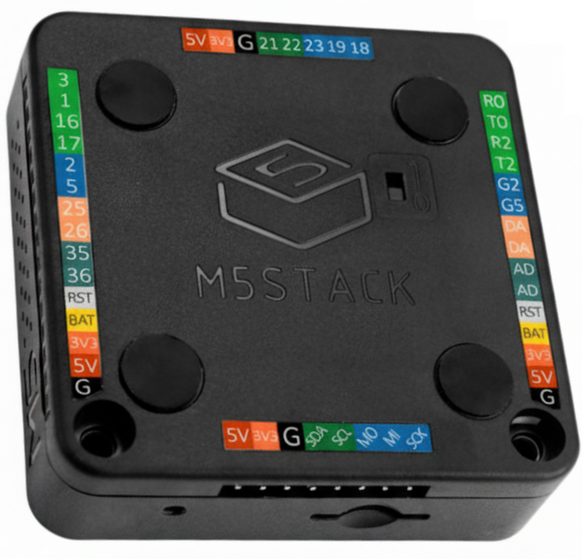 5V 3V3 G 21 22 23 19 18
3
1
16
17
2
5
25
26
35
36
RST
BAT
3V3
5V
G
R0
T0
R2
T2
G2
G5
DA
DA
AD
AD
RST
BAT
3V3
5V
G
M5STACK
5V 3V3 G SDA SCL MO MI SCK